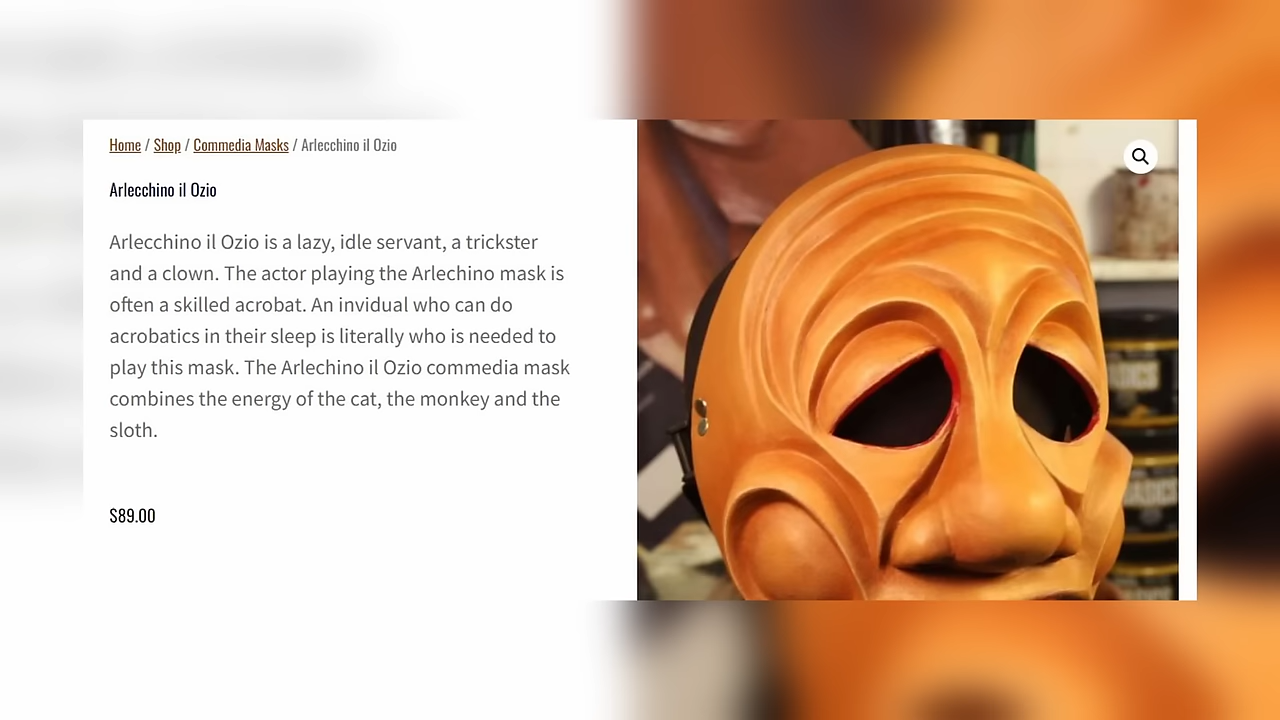 Home / Shop / Commedia Masks / Arlecchino il Ozio
Arlecchino il Ozio
Arlecchino il Ozio is a lazy, idle servant, a trickster
and a clown. The actor playing the Arlechino mask is
often a skilled acrobat. An invidual who can do
acrobatics in their sleep is literally who is needed to
play this mask. The Arlechino il Ozio commedia mask
combines the energy of the cat, the monkey and the
sloth.
$89.00